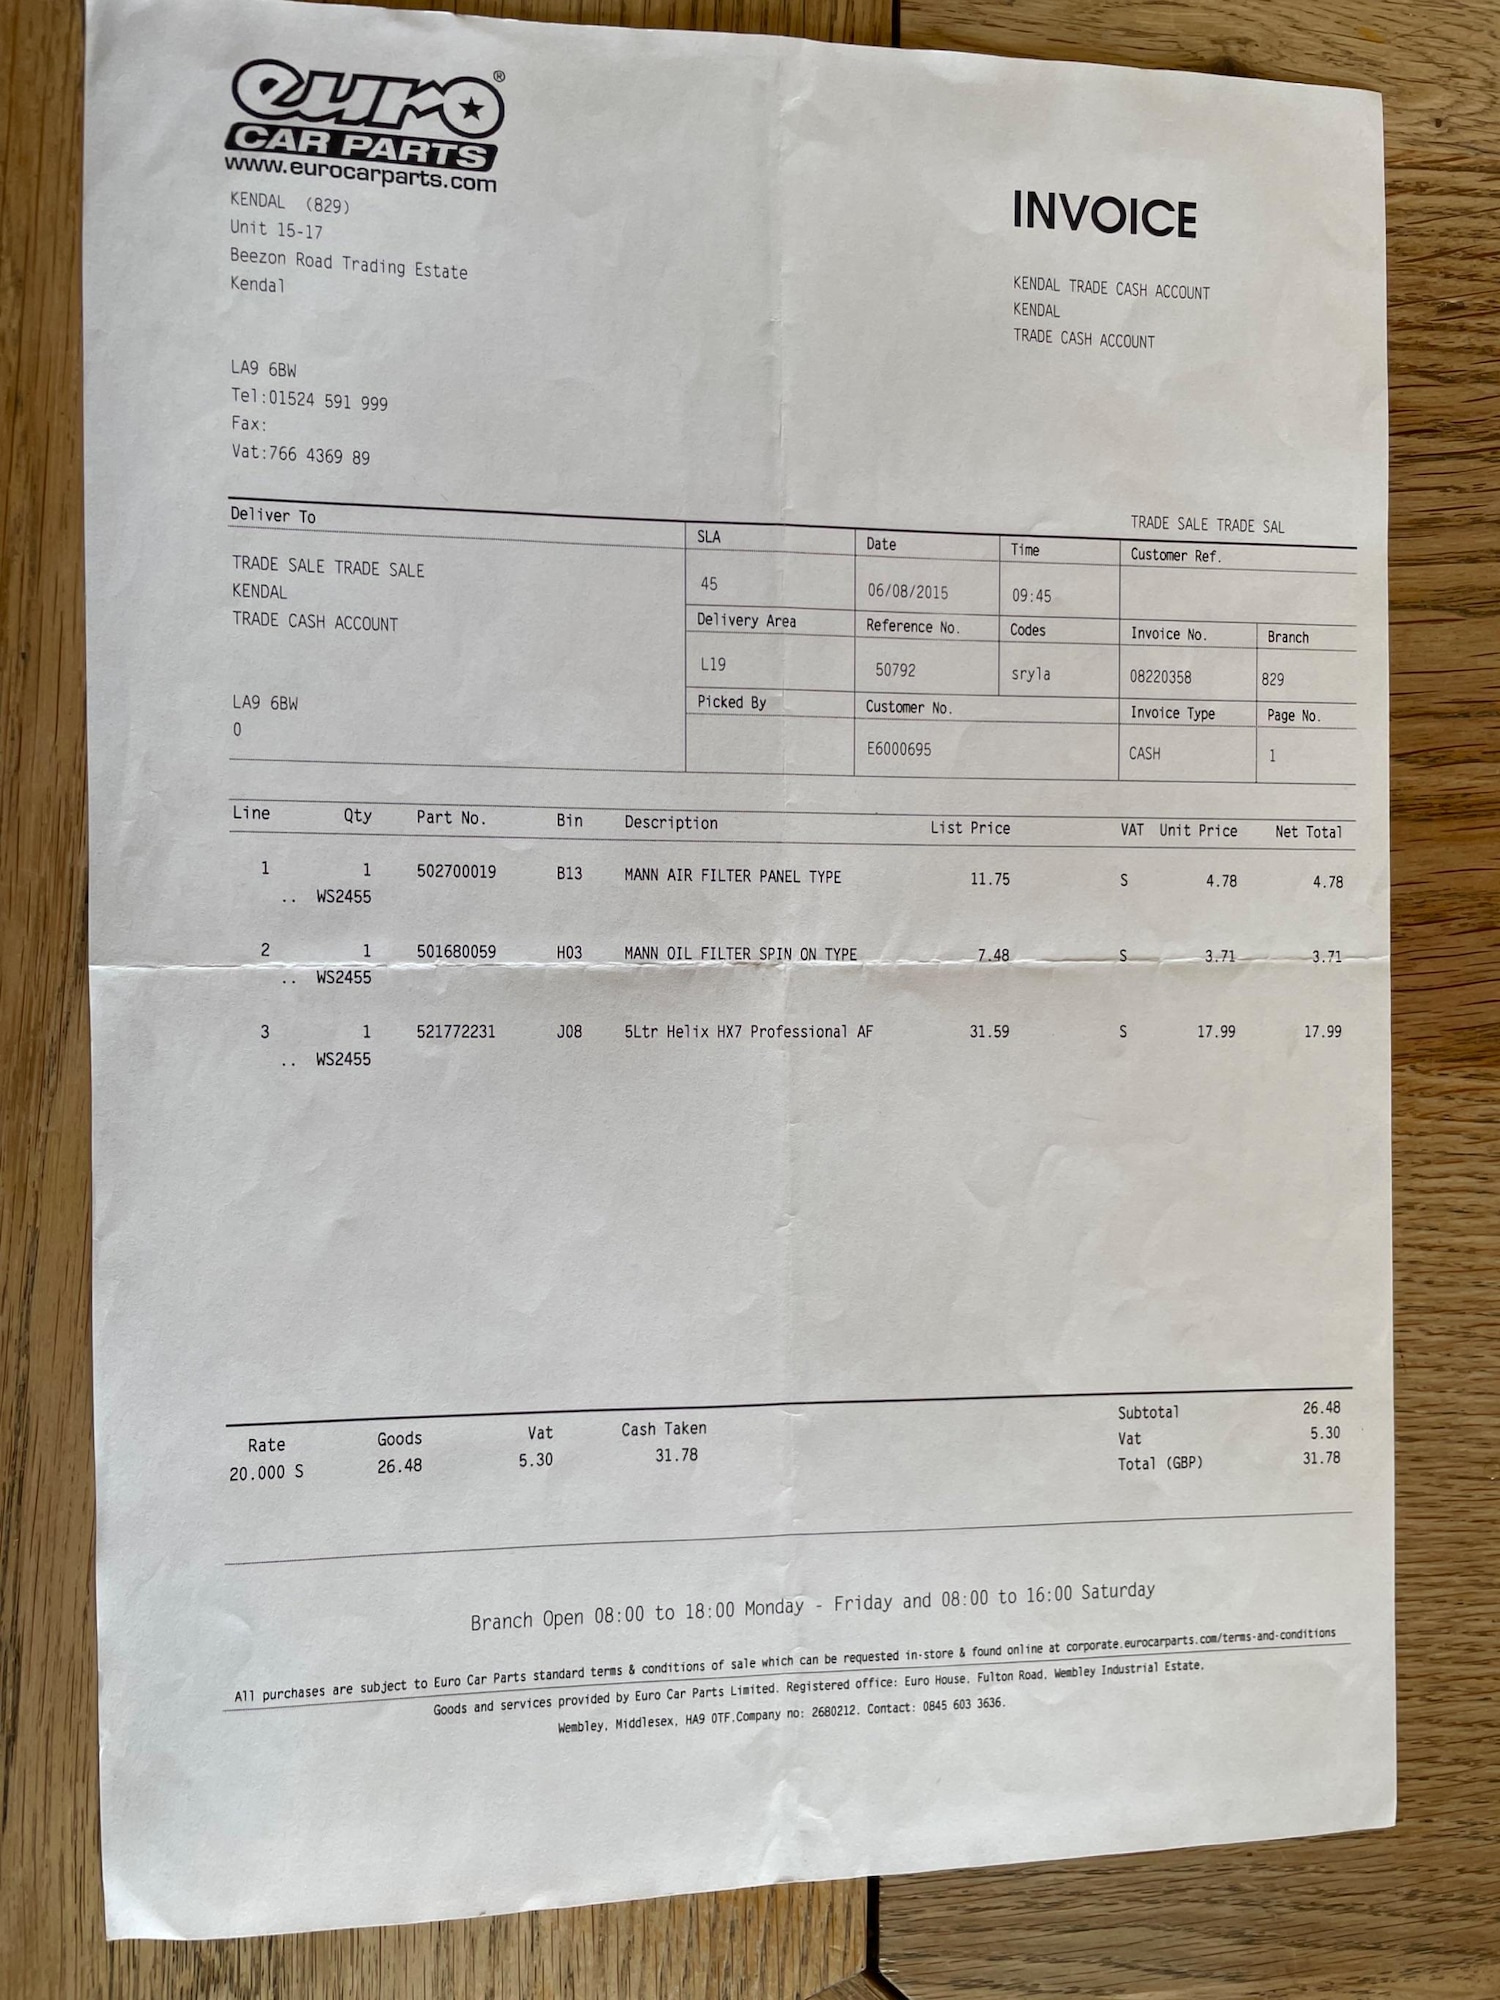 euro®
CAR PARTS
www.eurocarparts.com
KENDAL (829)
Unit 15-17
Beezon Road Trading Estate
Kendal
LA9 6BW
Tel:01524 591 999
Fax:
Vat:766 4369 89
INVOICE
KENDAL TRADE CASH ACCOUNT
KENDAL
TRADE CASH ACCOUNT
TRADE SALE TRADE SAL
Deliver To
TRADE SALE TRADE SALE
KENDAL
TRADE CASH ACCOUNT
LA9 6BW
0
SLA Date Time Customer Ref.
45 06/08/2015 09:45
Delivery Area Reference No. Codes Invoice No. Branch
L19 50792 sryla 08220358 829
Picked By Customer No. Invoice Type Page No.
E6000695 CASH 1
Line Qty Part No. Bin Description List Price VAT Unit Price Net Total
1 1 502700019 B13 MANN AIR FILTER PANEL TYPE 11.75 S 4.78 4.78
.. WS2455
2 1 501680059 H03 MANN OIL FILTER SPIN ON TYPE 7.48 S 3.71 3.71
.. WS2455
3 1 521772231 J08 5Ltr Helix HX7 Professional AF 31.59 S 17.99 17.99
.. WS2455
Rate Goods Vat Cash Taken
20.000 S 26.48 5.30 31.78
Subtotal 26.48
Vat 5.30
Total (GBP) 31.78
Branch Open 08:00 to 18:00 Monday - Friday and 08:00 to 16:00 Saturday
All purchases are subject to Euro Car Parts standard terms & conditions of sale which can be requested in-store & found online at corporate.eurocarparts.com/terms-and-conditions
Goods and services provided by Euro Car Parts Limited. Registered office: Euro House, Fulton Road, Wembley Industrial Estate,
Wembley, Middlesex, HA9 0TF.Company no: 2680212. Contact: 0845 603 3636.